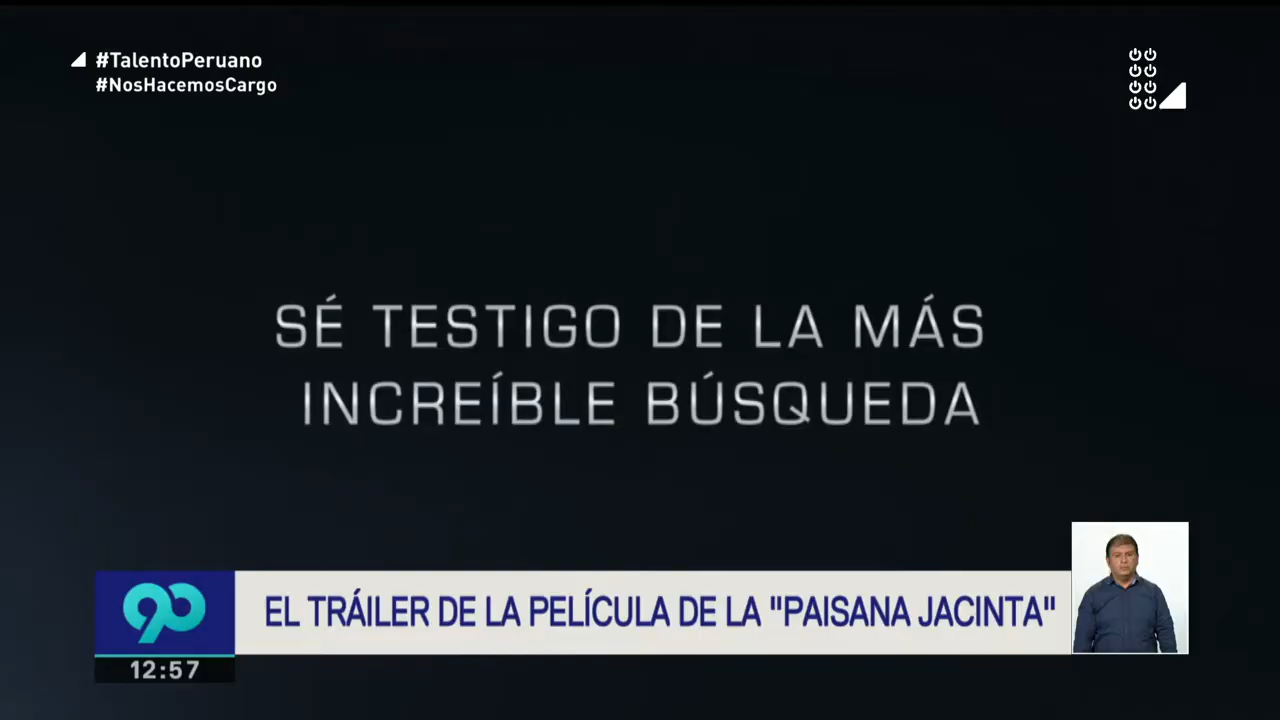 #TalentoPeruano
#NosHacemosCargo
SÉ TESTIGO DE LA MÁS
INCREÍBLE BÚSQUEDA
90
EL TRÁILER DE LA PELÍCULA DE LA "PAISANA JACINTA"
12:57